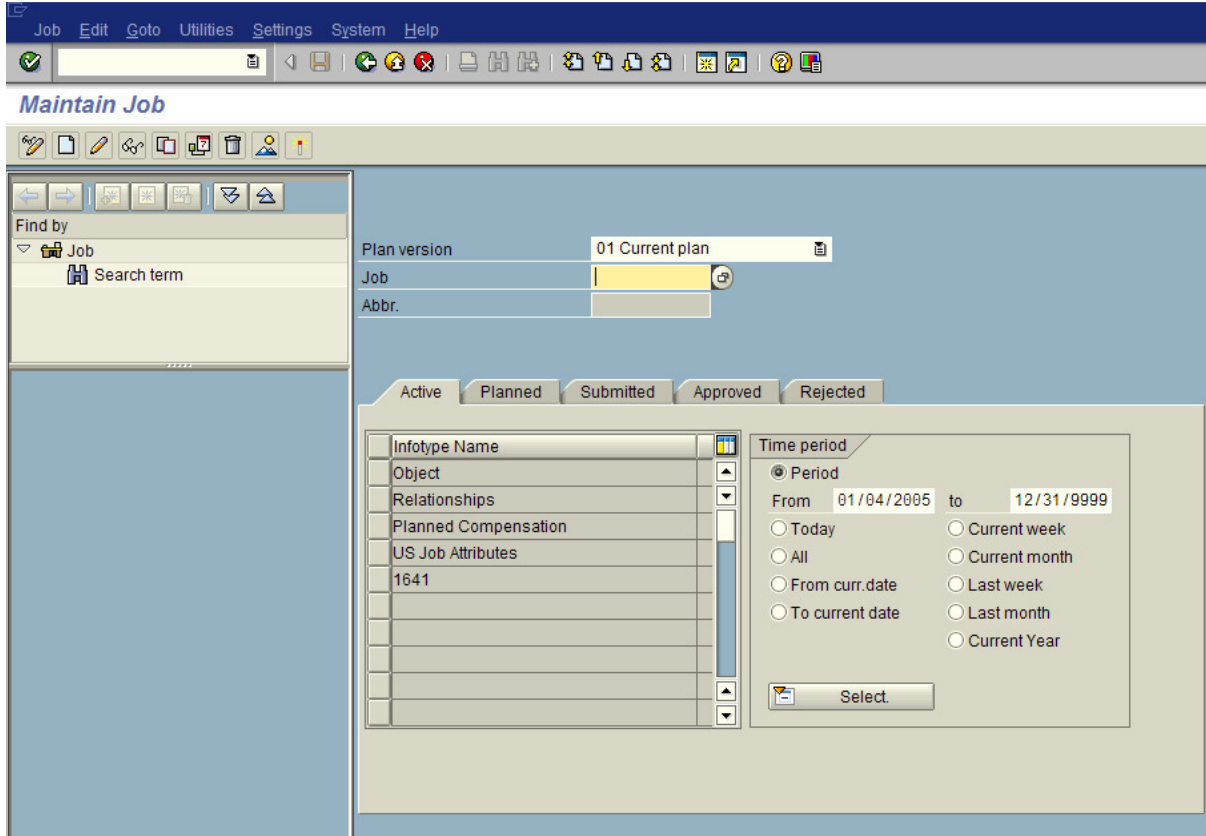 Job Edit Goto Utilities Settings System Help
Maintain Job
Find by
Job
Search term
Plan version 01 Current plan
Job
Abbr.
Active Planned Submitted Approved Rejected
Infotype Name
Object
Relationships
Planned Compensation
US Job Attributes
1641
Time period
Period
From 01/04/2005 to 12/31/9999
Today Current week
All Current month
From curr.date Last week
To current date Last month
Current Year
Select.